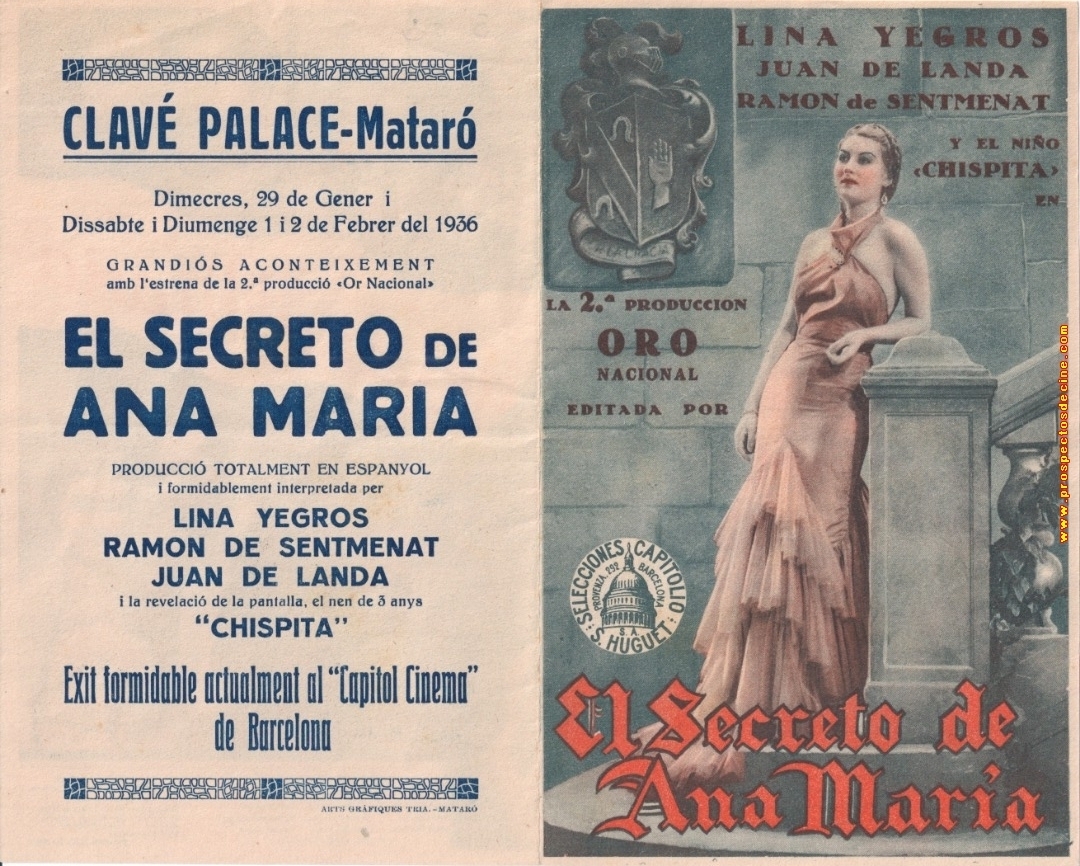 CLAVÉ PALACE-Mataró
Dimecres, 29 de Gener i
Dissabte i Diumenge 1 i 2 de Febrer del 1936
GRANDIÓS ACONTEIXEMENT
amb l'estrena de la 2.ª producció «Or Nacional»
EL SECRETO DE
ANA MARIA
PRODUCCIÓ TOTALMENT EN ESPANYOL
i formidablement interpretada per
LINA YEGROS
RAMON DE SENTMENAT
JUAN DE LANDA
i la revelació de la pantalla, el nen de 3 anys
"CHISPITA"
Exit formidable actualment al "Capitol Cinema"
de Barcelona
ARTS GRÀFIQUES TRIA.-MATARÓ
LINA YEGROS
JUAN DE LANDA
RAMON de SENTMENAT
Y EL NIÑO
«CHISPITA»
EN
LA 2.ª PRODUCCION
ORO
NACIONAL
EDITADA POR
SELECCIONES CAPITOLIO
PROVENZA, 292 BARCELONA
S.A.
S. HUGUET
El Secreto de
Ana María
www.prospectosdecine.com